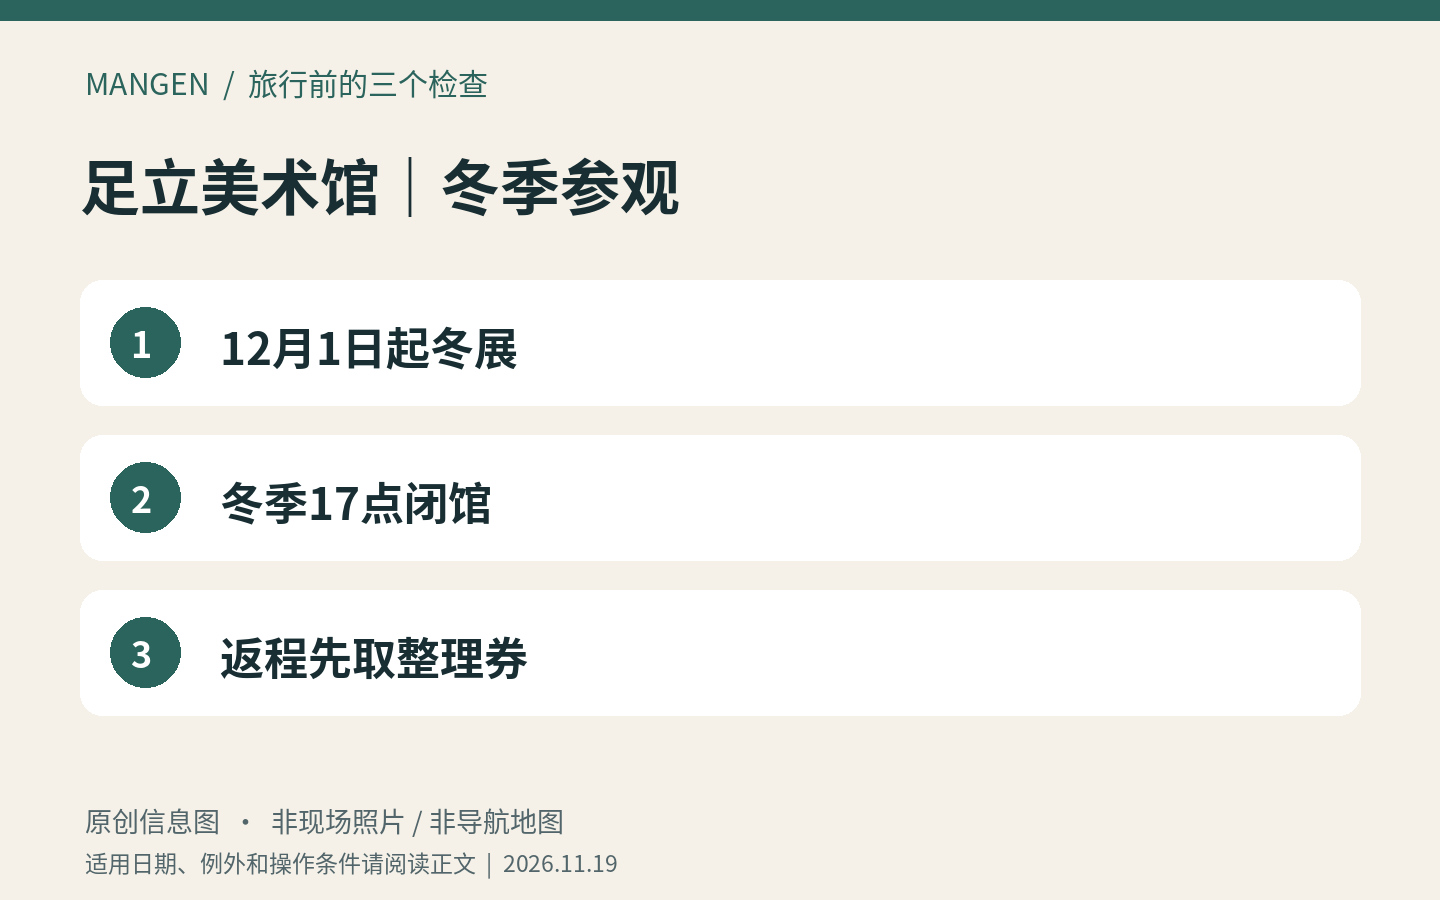 MANGEN / 旅行前的三个检查
足立美术馆｜冬季参观
1 12月1日起冬展
2 冬季17点闭馆
3 返程先取整理券
原创信息图 · 非现场照片 / 非导航地图
适用日期、例外和操作条件请阅读正文｜2026.11.19